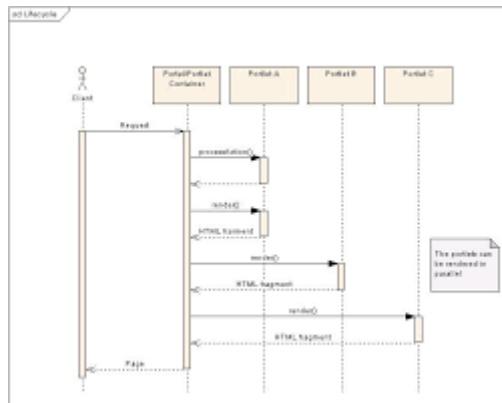 sd Lifecycle
Client
Portal/Portlet
Container
Portlet A
Portlet B
Portlet C
Request
processAction()
render()
HTML fragment
render()
HTML fragment
render()
HTML fragment
Page
The portlets can
be rendered in
parallel